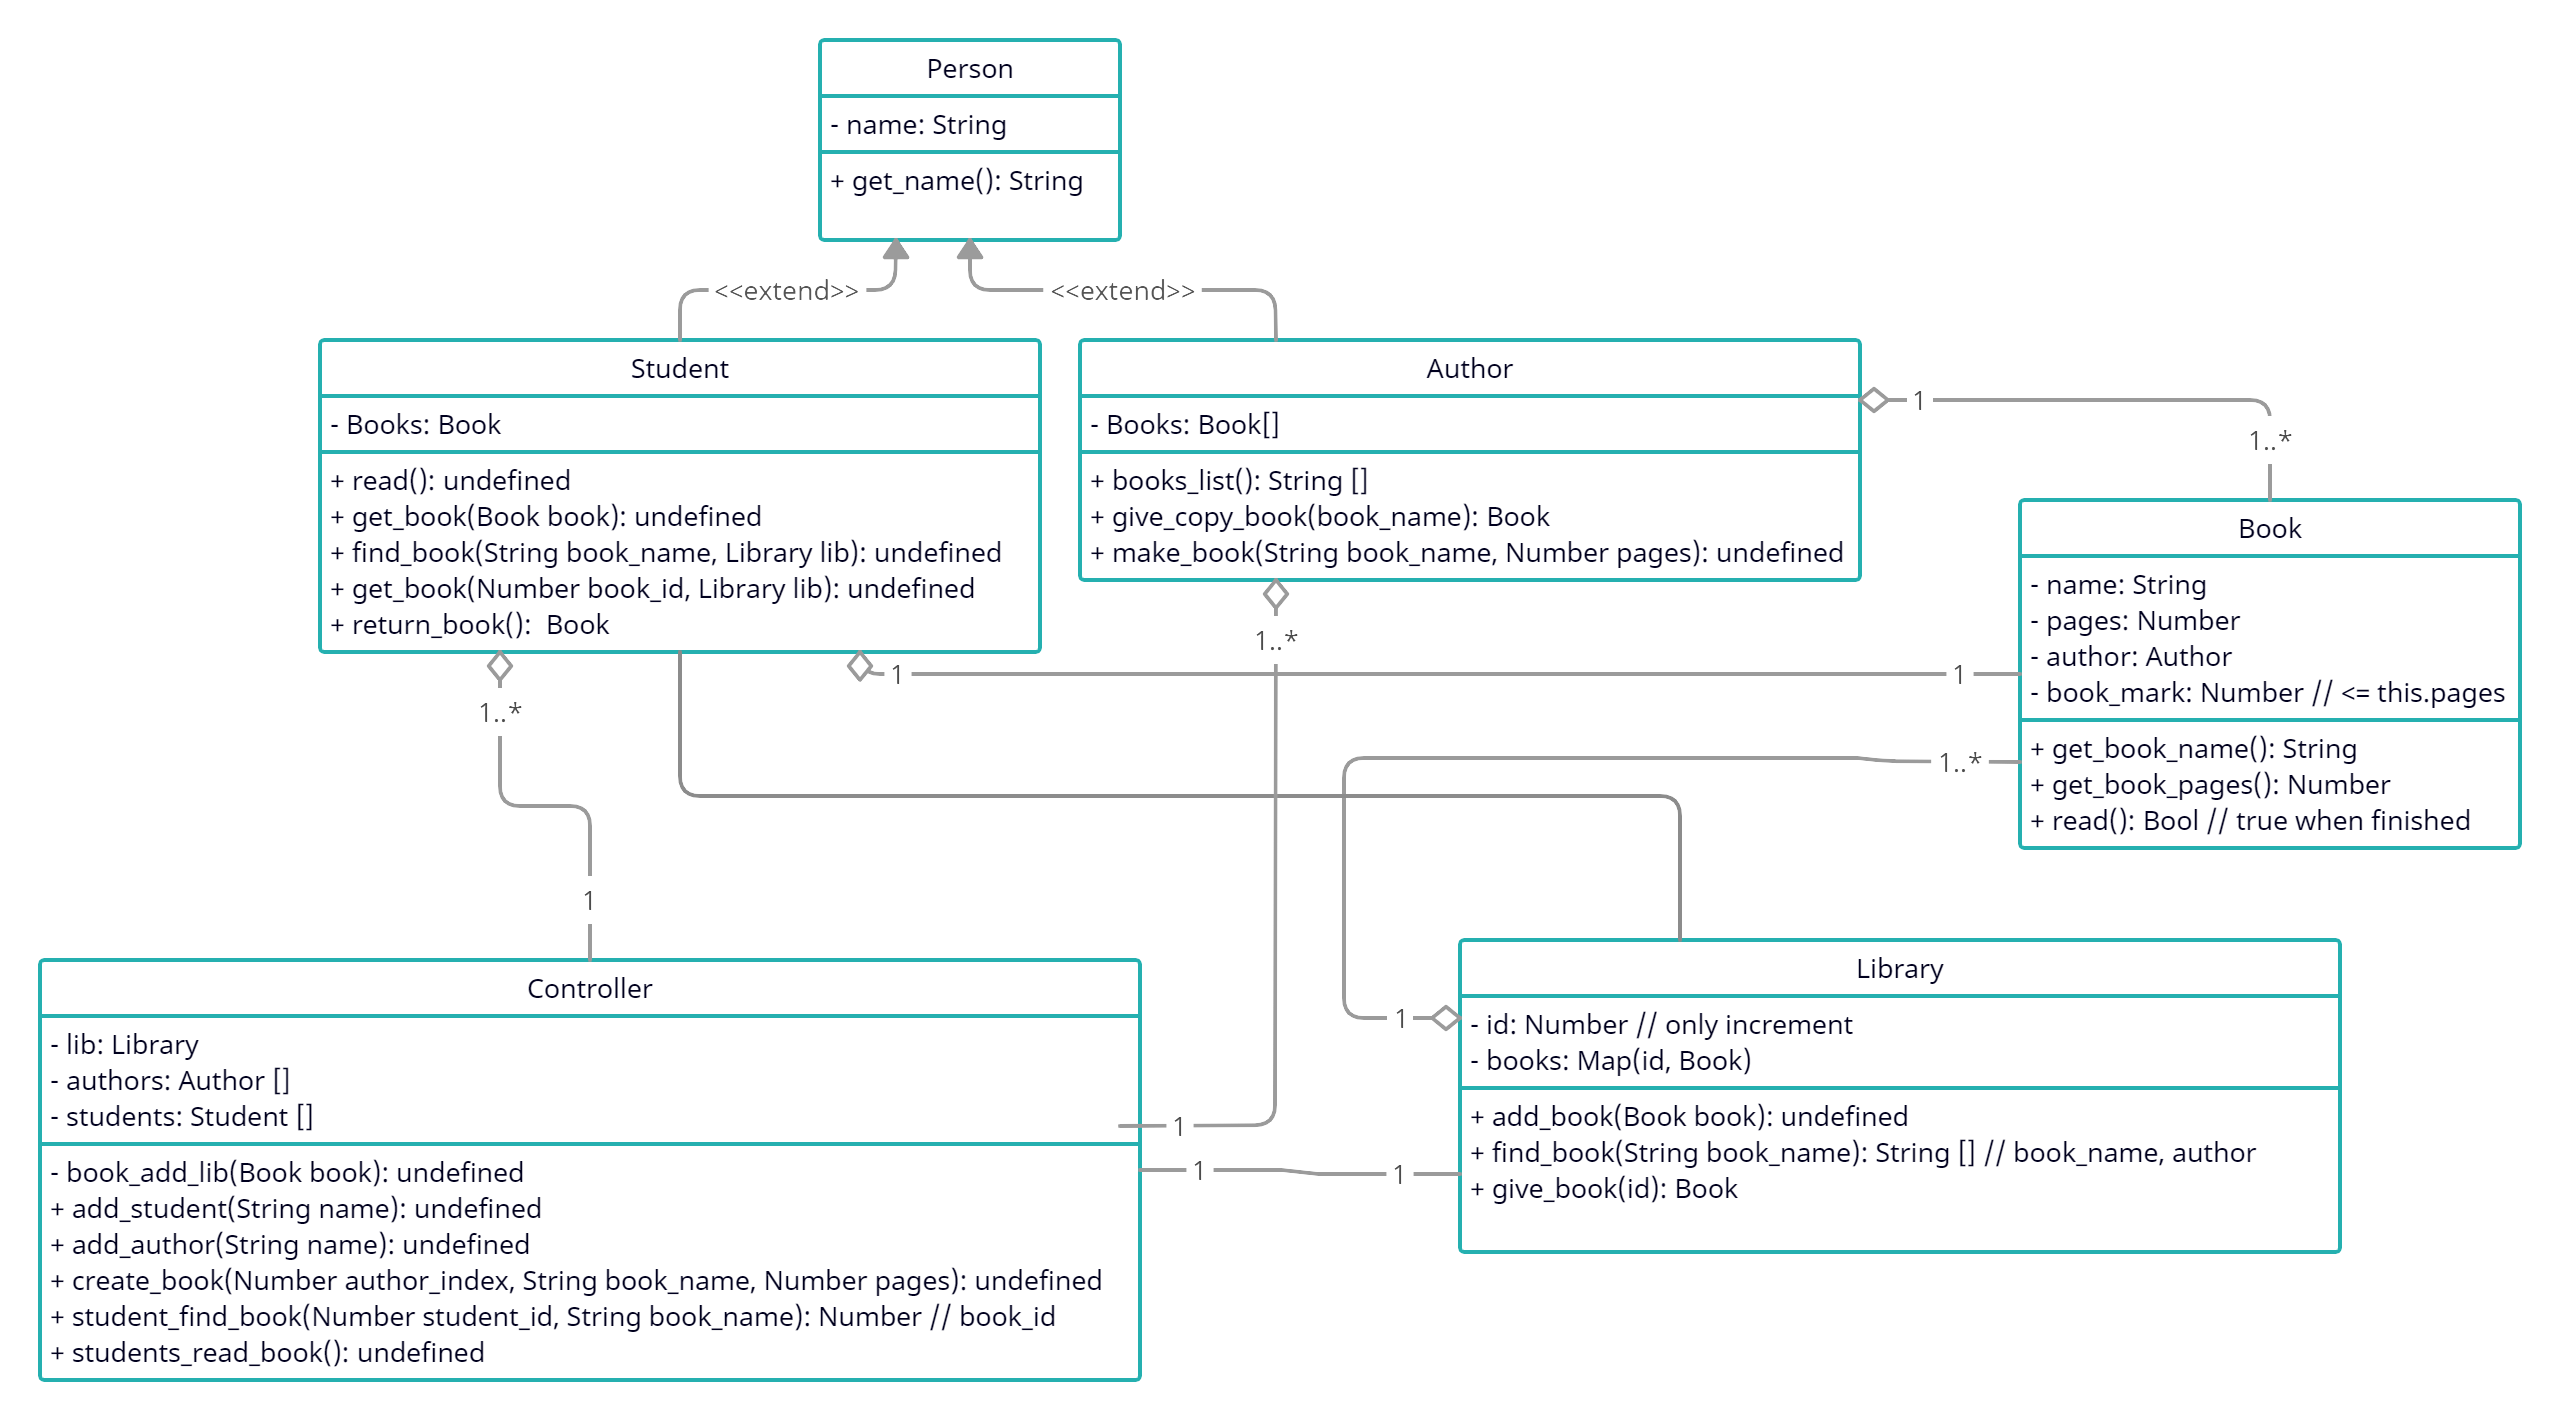 Person
- name: String
+ get_name(): String
<<extend>>
<<extend>>
Student
- Books: Book
+ read(): undefined
+ get_book(Book book): undefined
+ find_book(String book_name, Library lib): undefined
+ get_book(Number book_id, Library lib): undefined
+ return_book():  Book
Author
- Books: Book[]
+ books_list(): String []
+ give_copy_book(book_name): Book
+ make_book(String book_name, Number pages): undefined
1
1..*
Book
- name: String
- pages: Number
- author: Author
- book_mark: Number // <= this.pages
+ get_book_name(): String
+ get_book_pages(): Number
+ read(): Bool // true when finished
1..*
1
1
1..*
1..*
1
1
Controller
- lib: Library
- authors: Author []
- students: Student []
- book_add_lib(Book book): undefined
+ add_student(String name): undefined
+ add_author(String name): undefined
+ create_book(Number author_index, String book_name, Number pages): undefined
+ student_find_book(Number student_id, String book_name): Number // book_id
+ students_read_book(): undefined
1
1
1
Library
- id: Number // only increment
- books: Map(id, Book)
+ add_book(Book book): undefined
+ find_book(String book_name): String [] // book_name, author
+ give_book(id): Book